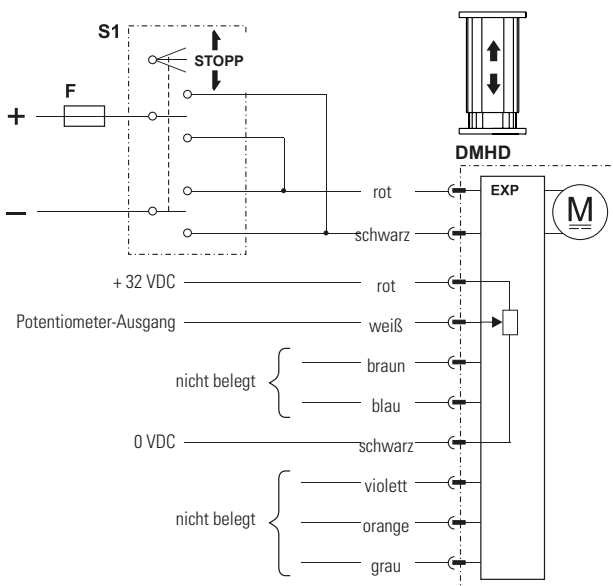 S1
STOPP
F
+
–
DMHD
EXP
M
rot
schwarz
+ 32 VDC
rot
Potentiometer-Ausgang
weiß
braun
nicht belegt
blau
0 VDC
schwarz
violett
nicht belegt
orange
grau